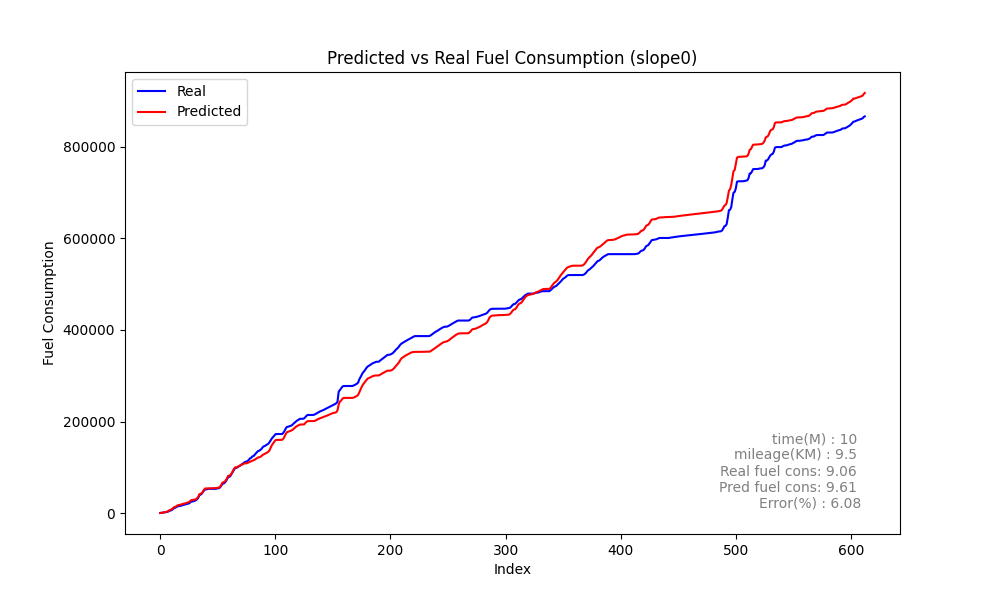 Predicted vs Real Fuel Consumption (slope0)
Real
Predicted
Fuel Consumption
800000
600000
400000
200000
0
time(M) : 10
mileage(KM) : 9.5
Real fuel cons: 9.06
Pred fuel cons: 9.61
Error(%) : 6.08
0 100 200 300 400 500 600
Index